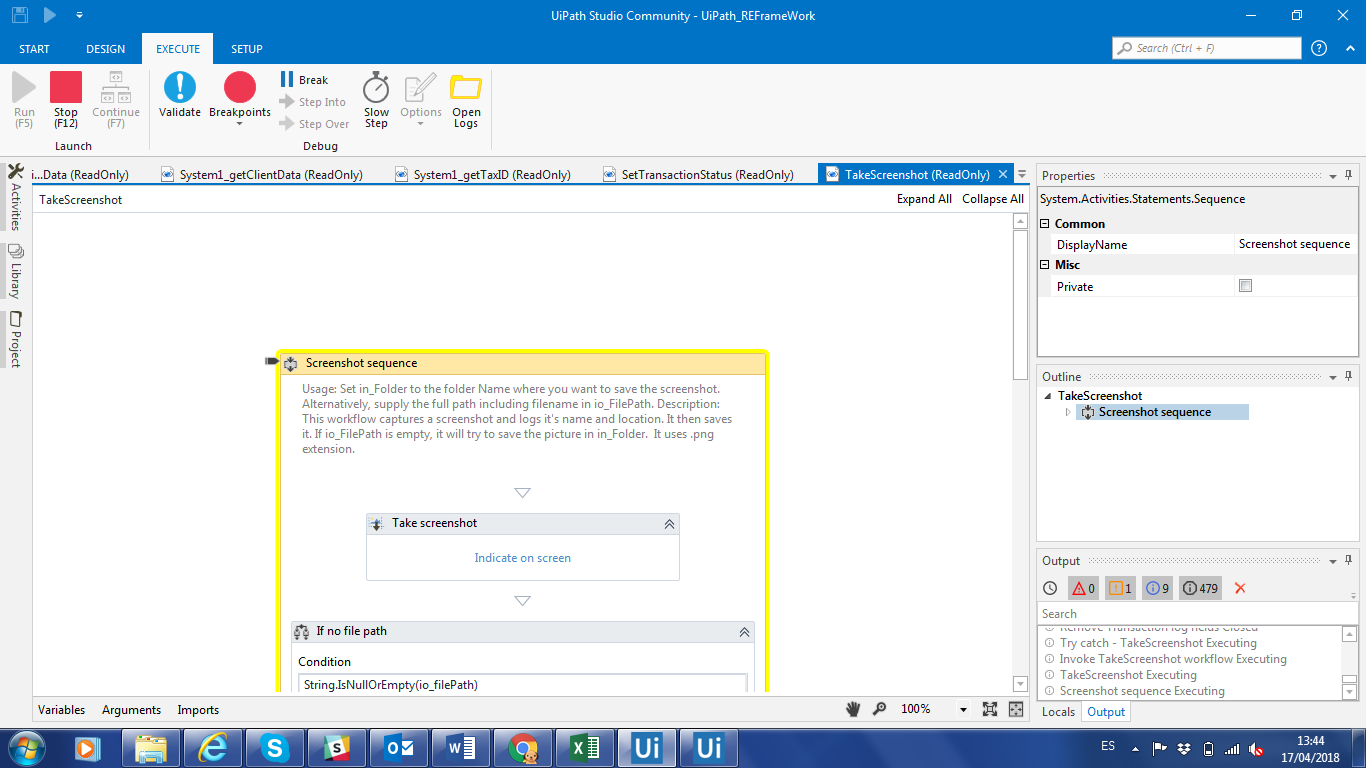 UiPath Studio Community - UiPath_REFrameWork
START DESIGN EXECUTE SETUP
Search (Ctrl + F)
Run (F5)
Stop (F12)
Continue (F7)
Launch
Validate
Breakpoints
Break
Step Into
Step Over
Slow Step
Options
Open Logs
Debug
i...Data (ReadOnly) System1_getClientData (ReadOnly) System1_getTaxID (ReadOnly) SetTransactionStatus (ReadOnly) TakeScreenshot (ReadOnly)
Activities
Library
Project
TakeScreenshot
Expand All Collapse All
Screenshot sequence
Usage: Set in_Folder to the folder Name where you want to save the screenshot.
Alternatively, supply the full path including filename in io_FilePath. Description:
This workflow captures a screenshot and logs it's name and location. It then saves
it. If io_FilePath is empty, it will try to save the picture in in_Folder. It uses .png
extension.
Take screenshot
Indicate on screen
If no file path
Condition
String.IsNullOrEmpty(io_filePath)
Variables Arguments Imports
100%
Properties
System.Activities.Statements.Sequence
Common
DisplayName Screenshot sequence
Misc
Private
Outline
TakeScreenshot
Screenshot sequence
Output
0 1 9 479
Search
Remove Transaction log fields Closed
Try catch - TakeScreenshot Executing
Invoke TakeScreenshot workflow Executing
TakeScreenshot Executing
Screenshot sequence Executing
Locals Output
ES
13:44
17/04/2018